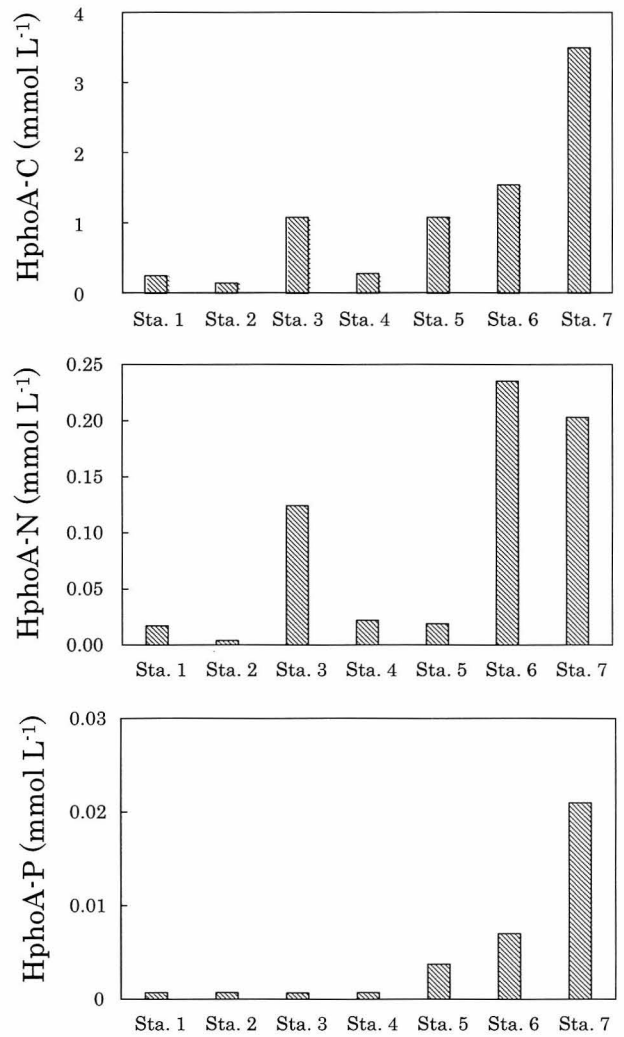 HphoA-C (mmol L⁻¹)
4
3
2
1
0
Sta. 1 Sta. 2 Sta. 3 Sta. 4 Sta. 5 Sta. 6 Sta. 7
HphoA-N (mmol L⁻¹)
0.25
0.20
0.15
0.10
0.05
0.00
Sta. 1 Sta. 2 Sta. 3 Sta. 4 Sta. 5 Sta. 6 Sta. 7
HphoA-P (mmol L⁻¹)
0.03
0.02
0.01
0
Sta. 1 Sta. 2 Sta. 3 Sta. 4 Sta. 5 Sta. 6 Sta. 7